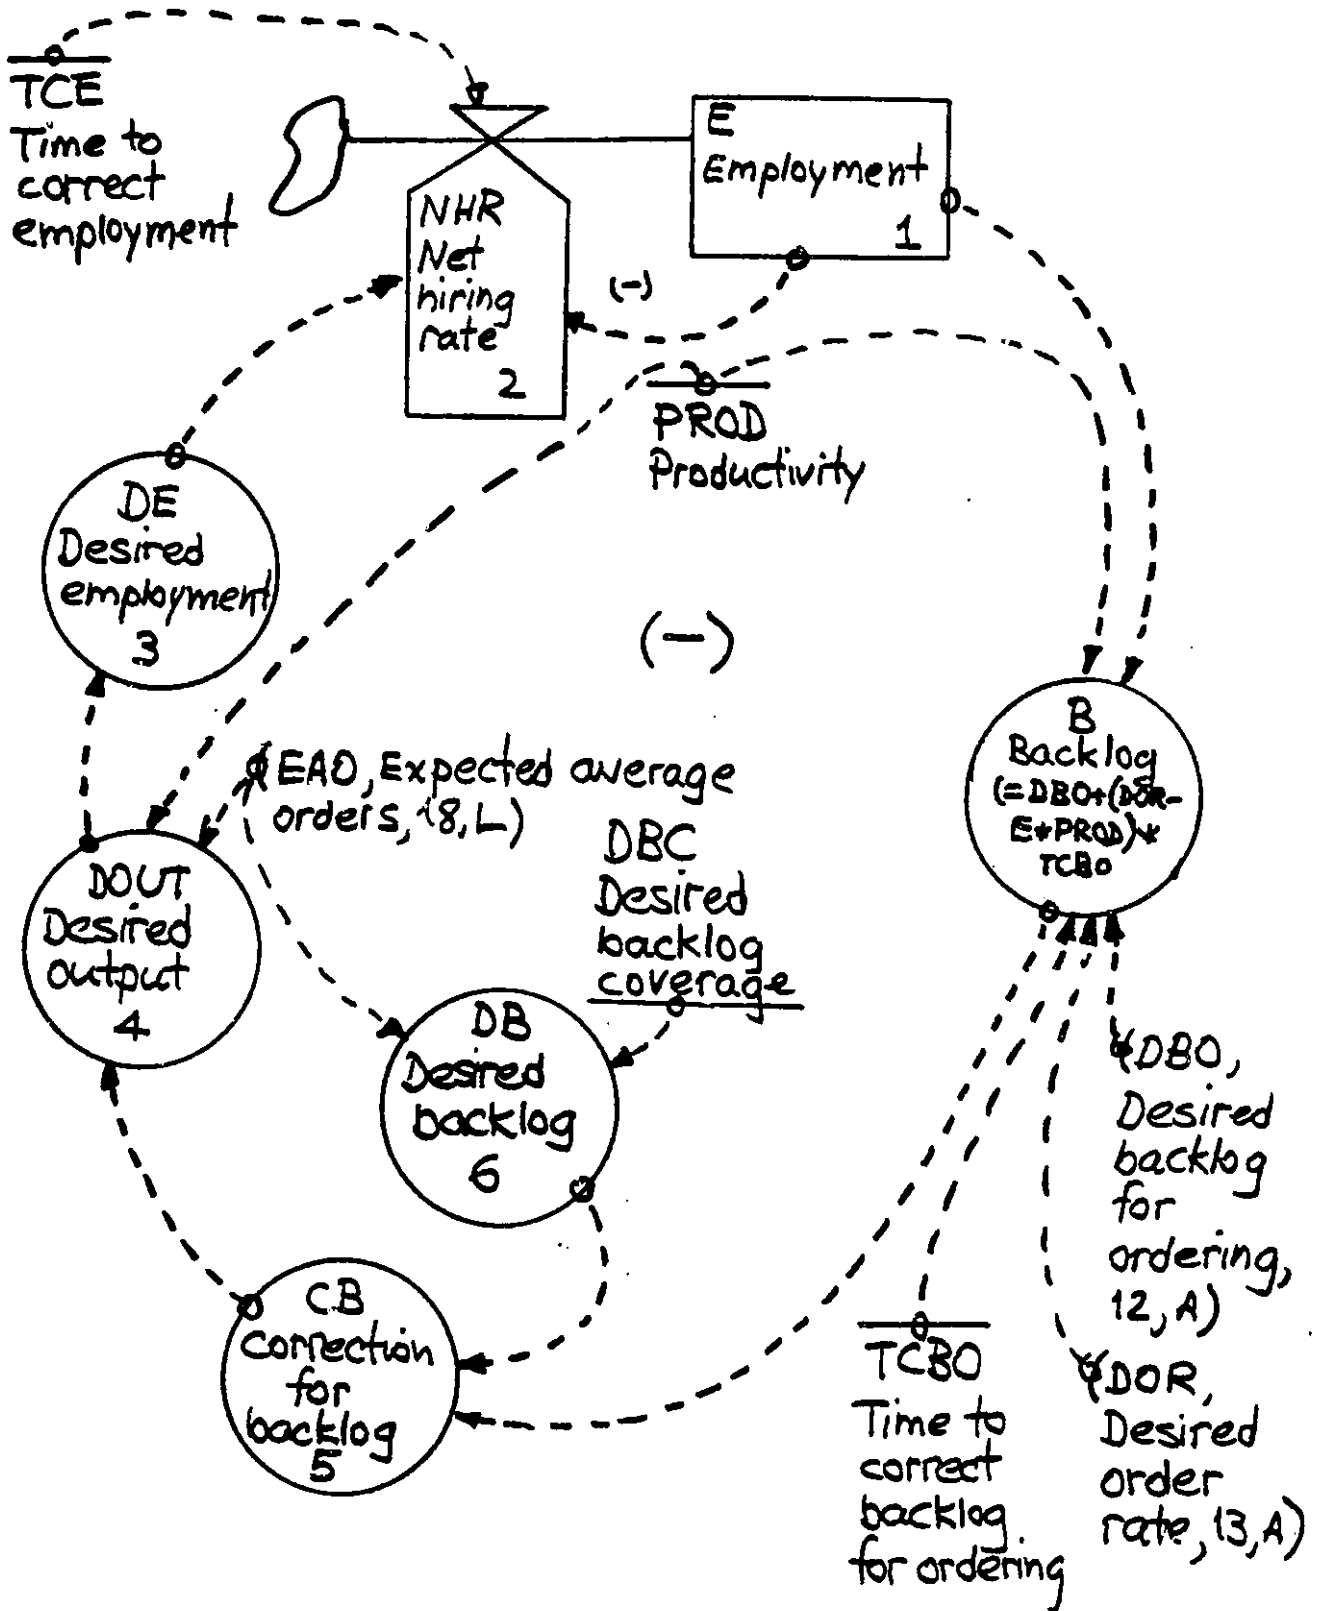 TCE
Time to
correct
employment
E
Employment
1
NHR
Net
hiring
rate
2
(-)
PROD
Productivity
DE
Desired
employment
3
(-)
B
Backlog
(=DBO+(DOR-
E*PROD)*
TCBO
EAO, Expected average
orders, 18, L)
DBC
Desired
backlog
coverage
DOUT
Desired
output
4
DB
Desired
backlog
6
(DBO,
Desired
backlog
for
ordering,
12, A)
CB
Correction
for
backlog
5
TCBO
Time to
correct
backlog
for ordering
(DOR,
Desired
order
rate, 13, A)